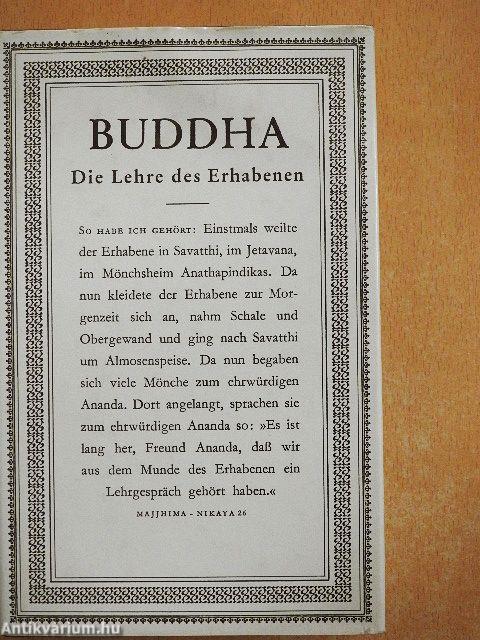 BUDDHA
Die Lehre des Erhabenen
SO HABE ICH GEHÖRT: Einstmals weilte
der Erhabene in Savatthi, im Jetavana,
im Mönchsheim Anathapindikas. Da
nun kleidete der Erhabene zur Mor-
genzeit sich an, nahm Schale und
Obergewand und ging nach Savatthi
um Almosenspeise. Da nun begaben
sich viele Mönche zum ehrwürdigen
Ananda. Dort angelangt, sprachen sie
zum ehrwürdigen Ananda so: »Es ist
lang her, Freund Ananda, daß wir
aus dem Munde des Erhabenen ein
Lehrgespräch gehört haben.«
MAJJHIMA - NIKAYA 26
Antikvarium.hu